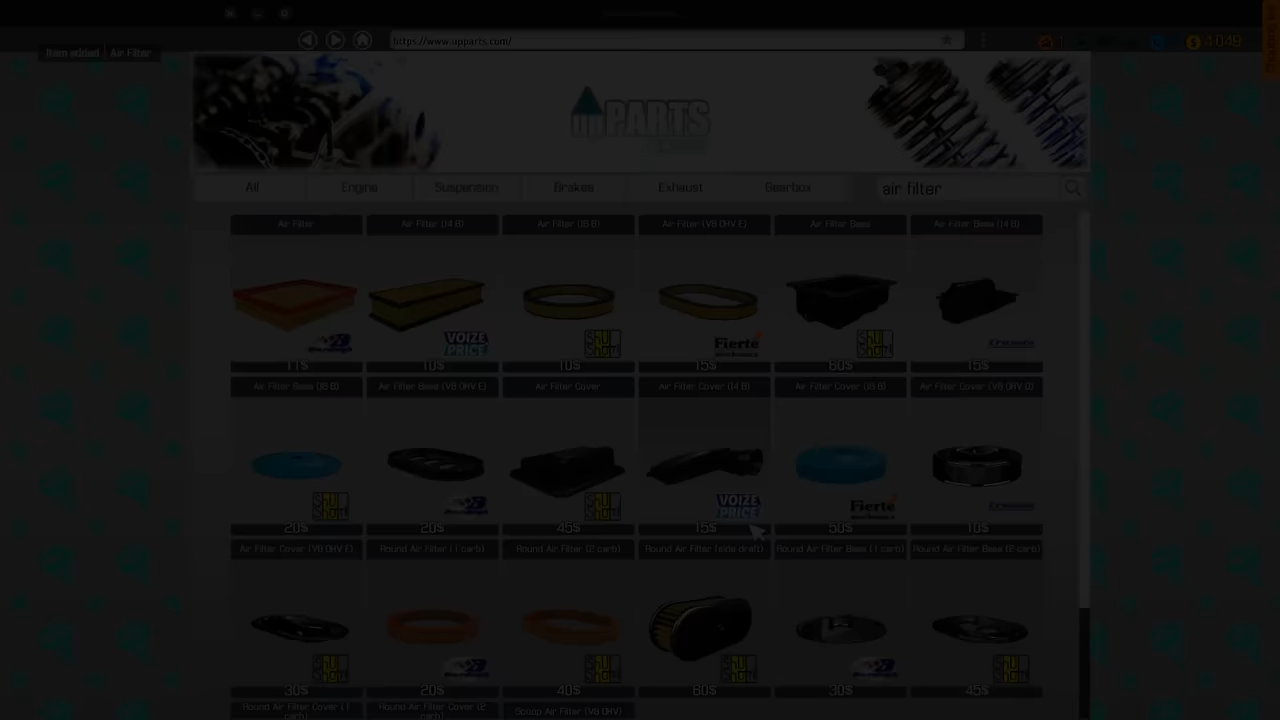 https://www.upparts.com/
Item added | Air Filter
4 049
upPARTS
All
Engine
Suspension
Brakes
Exhaust
Gearbox
air filter
Air Filter
Air Filter (I4 B)
Air Filter (I6 B)
Air Filter (V8 OHV E)
Air Filter Base
Air Filter Base (I4 B)
VOIZE PRICE
Fierté
11$
10$
10$
15$
60$
15$
Air Filter Base (I6 B)
Air Filter Base (V8 OHV E)
Air Filter Cover
Air Filter Cover (I4 B)
Air Filter Cover (I6 B)
Air Filter Cover (V8 OHV D)
VOIZE PRICE
Fierté
20$
20$
45$
15$
50$
10$
Air Filter Cover (V8 OHV E)
Round Air Filter (1 carb)
Round Air Filter (2 carb)
Round Air Filter (side draft)
Round Air Filter Base (1 carb)
Round Air Filter Base (2 carb)
30$
20$
40$
60$
30$
45$
Round Air Filter Cover (1 carb)
Round Air Filter Cover (2 carb)
Scoop Air Filter (V8 OHV)